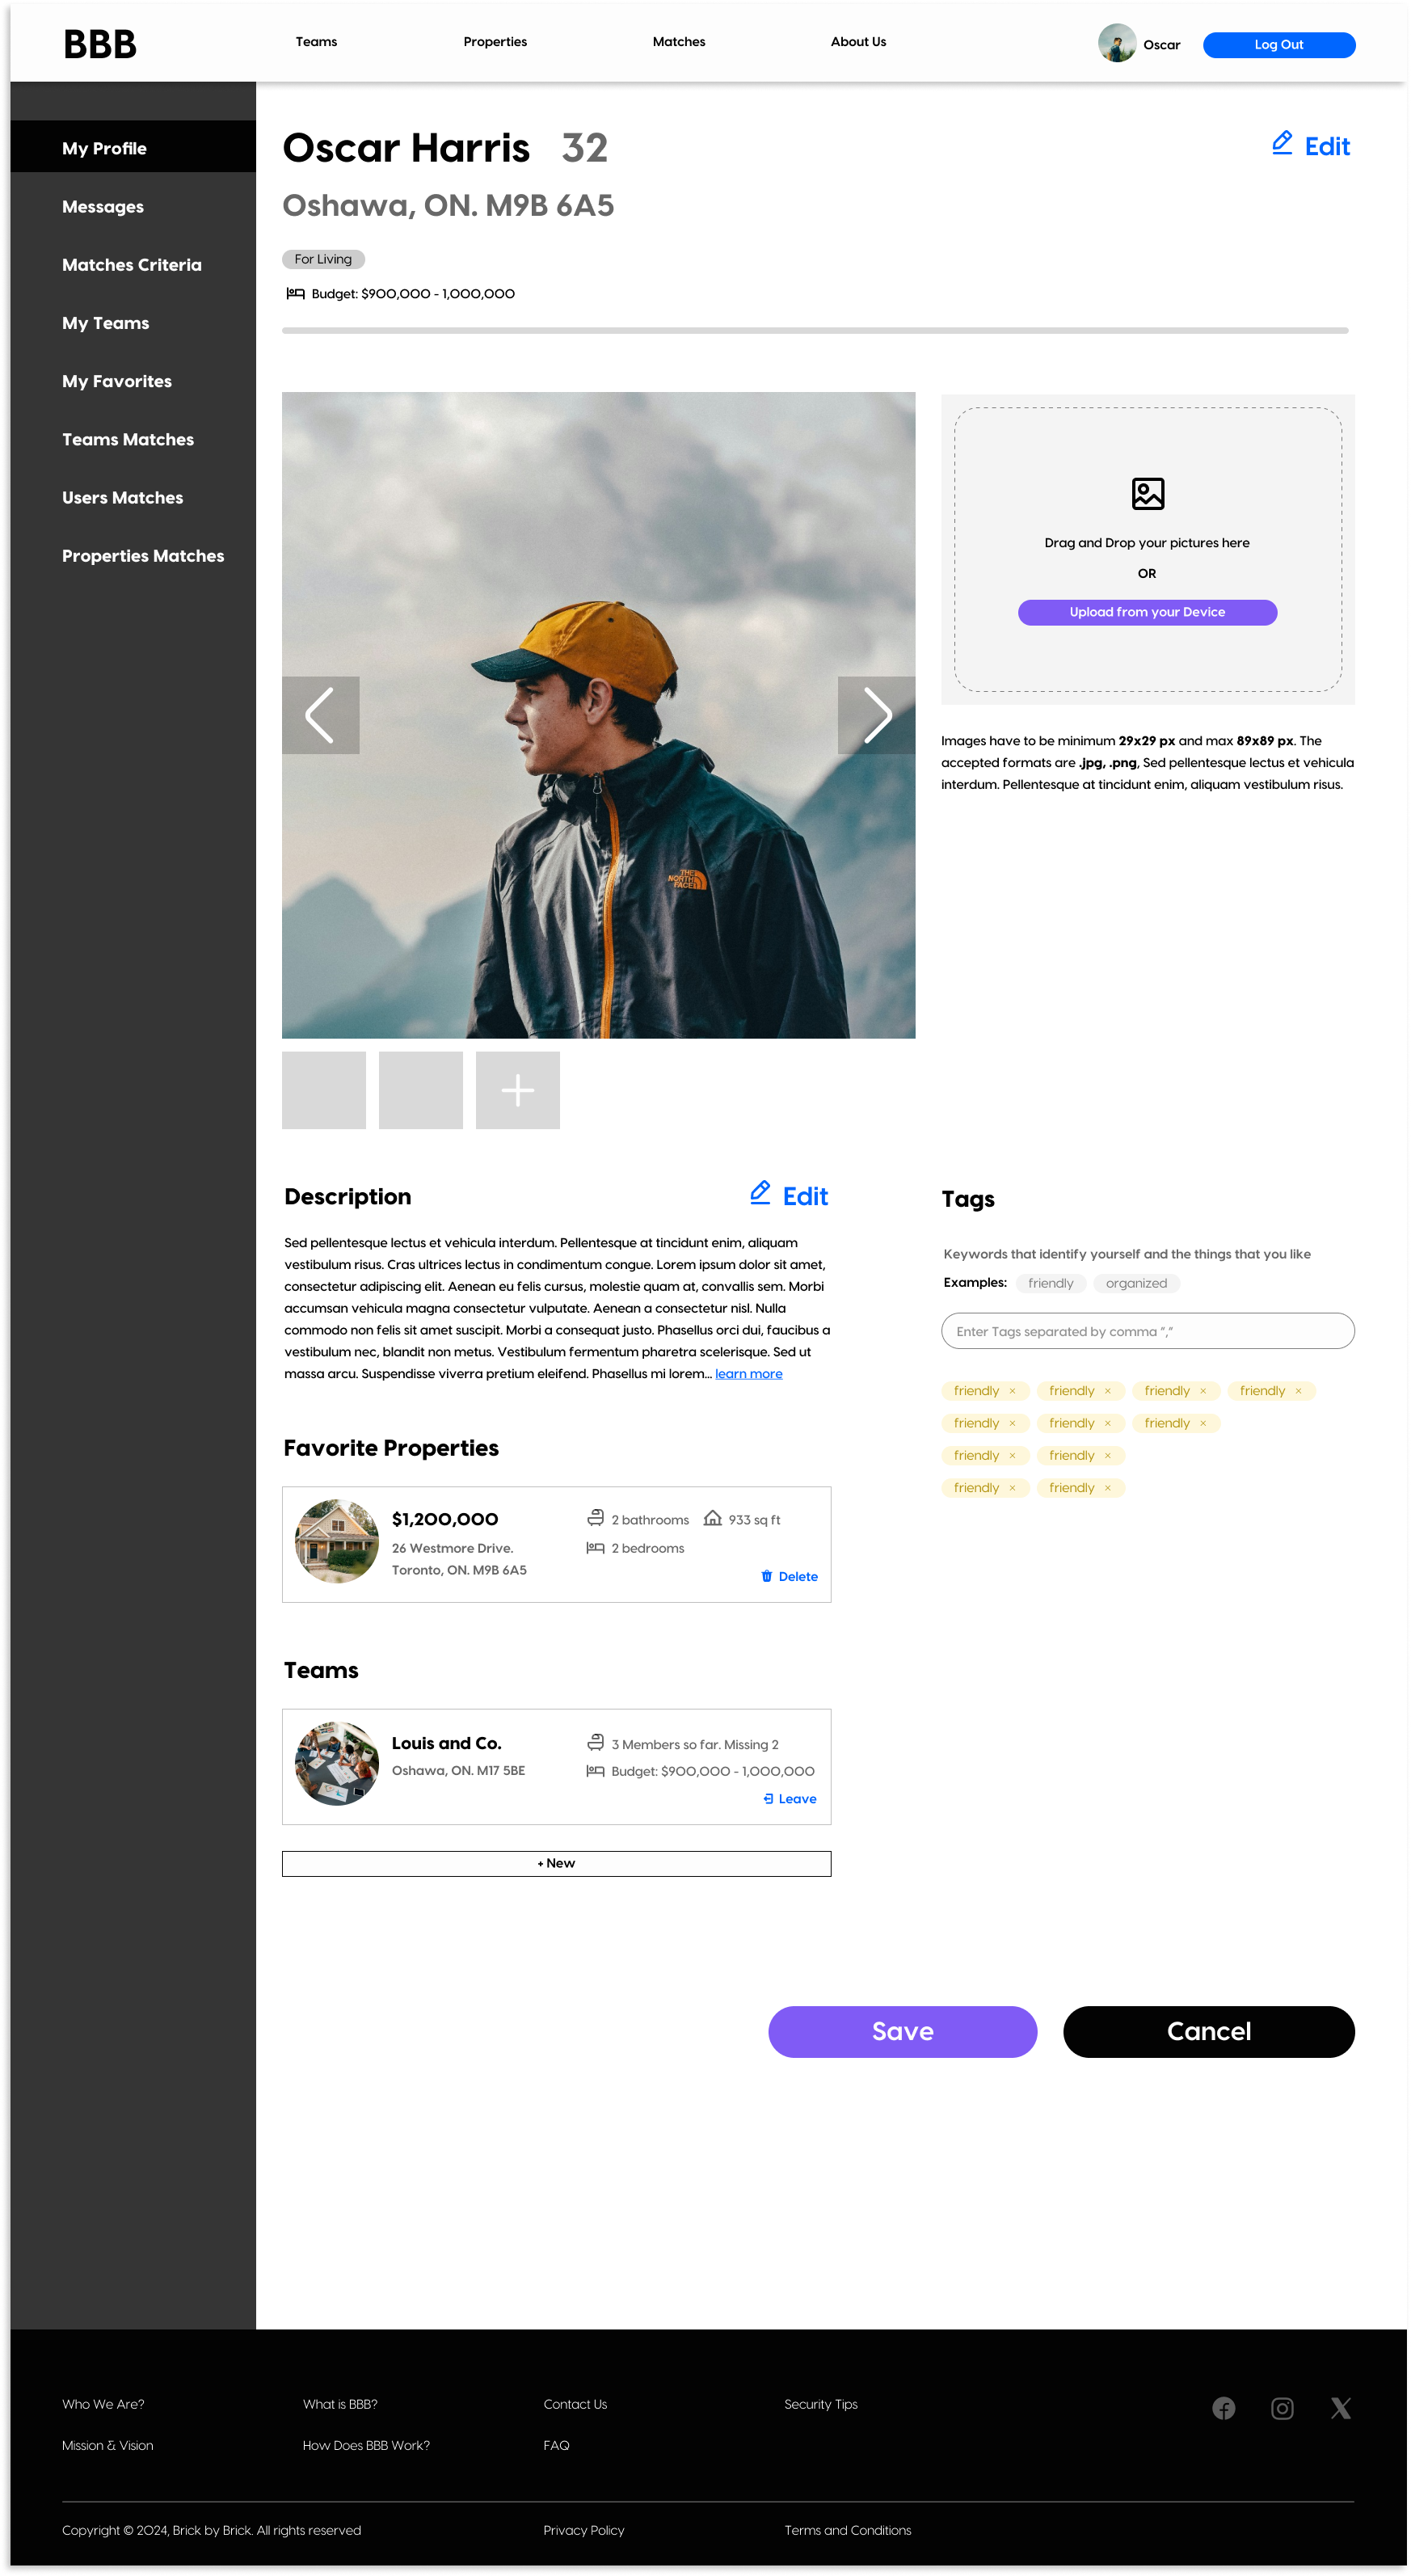 BBB
Teams
Properties
Matches
About Us
Oscar
Log Out
My Profile
Messages
Matches Criteria
My Teams
My Favorites
Teams Matches
Users Matches
Properties Matches
Oscar Harris 32
Edit
Oshawa, ON. M9B 6A5
For Living
Budget: $900,000 - 1,000,000
THE
NORTH
FACE
Drag and Drop your pictures here
OR
Upload from your Device
Images have to be minimum 29x29 px and max 89x89 px. The
accepted formats are .jpg, .png, Sed pellentesque lectus et vehicula
interdum. Pellentesque at tincidunt enim, aliquam vestibulum risus.
Description
Edit
Sed pellentesque lectus et vehicula interdum. Pellentesque at tincidunt enim, aliquam
vestibulum risus. Cras ultrices lectus in condimentum congue. Lorem ipsum dolor sit amet,
consectetur adipiscing elit. Aenean eu felis cursus, molestie quam at, convallis sem. Morbi
accumsan vehicula magna consectetur vulputate. Aenean a consectetur nisl. Nulla
commodo non felis sit amet suscipit. Morbi a consequat justo. Phasellus orci dui, faucibus a
vestibulum nec, blandit non metus. Vestibulum fermentum pharetra scelerisque. Sed ut
massa arcu. Suspendisse viverra pretium eleifend. Phasellus mi lorem... learn more
Tags
Keywords that identify yourself and the things that you like
Examples: friendly organized
Enter Tags separated by comma ","
friendly × friendly × friendly × friendly ×
friendly × friendly × friendly ×
friendly × friendly ×
friendly × friendly ×
Favorite Properties
$1,200,000
26 Westmore Drive.
Toronto, ON. M9B 6A5
2 bathrooms 933 sq ft
2 bedrooms
Delete
Teams
Louis and Co.
Oshawa, ON. M17 5BE
3 Members so far. Missing 2
Budget: $900,000 - 1,000,000
Leave
+ New
Save
Cancel
Who We Are?
What is BBB?
Contact Us
Security Tips
Mission & Vision
How Does BBB Work?
FAQ
Copyright © 2024, Brick by Brick. All rights reserved
Privacy Policy
Terms and Conditions